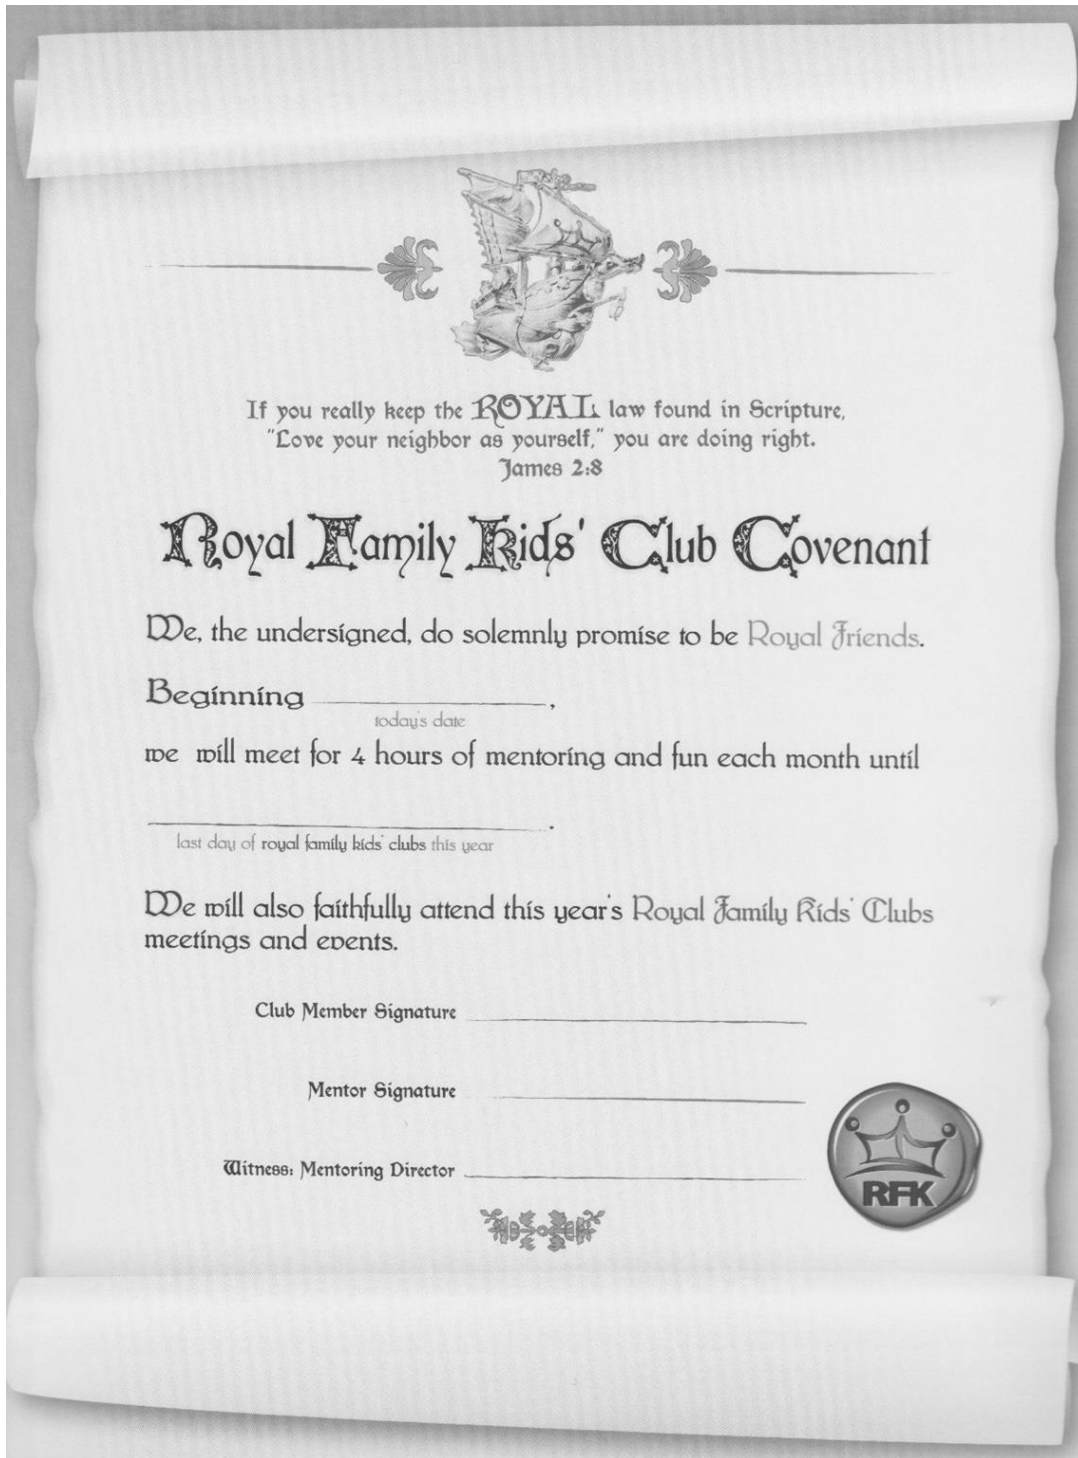 If you really keep the ROYAL law found in Scripture,
"Love your neighbor as yourself," you are doing right.
James 2:8
Royal Family Kids' Club Covenant
We, the undersigned, do solemnly promise to be Royal Friends.
Beginning ,
today's date
we will meet for 4 hours of mentoring and fun each month until
.
last day of royal family kids' clubs this year
We will also faithfully attend this year's Royal Family Kids' Clubs
meetings and events.
Club Member Signature
Mentor Signature
Witness: Mentoring Director
RFK